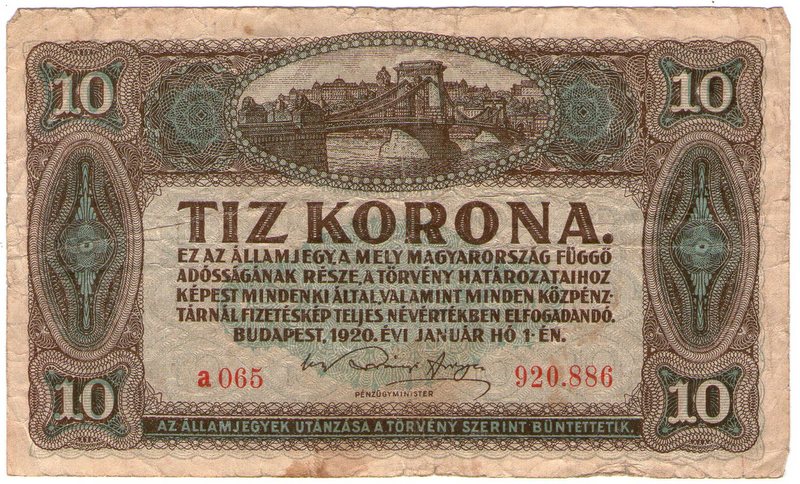 10 10
TIZ KORONA.
EZ AZ ÁLLAMJEGY, A MELY MAGYARORSZÁG FÜGGŐ
ADÓSSÁGÁNAK RÉSZE, A TÖRVÉNY HATÁROZATAIHOZ
KÉPEST MINDENKI ÁLTAL, VALAMINT MINDEN KÖZPÉNZ-
TÁRNÁL FIZETÉSKÉP TELJES NÉVÉRTÉKBEN ELFOGADANDÓ.
BUDAPEST, 1920. ÉVI JANUÁR HÓ 1-ÉN.
a 065 920.886
PÉNZÜGYMINISTER
10 10
AZ ÁLLAMJEGYEK UTÁNZÁSA A TÖRVÉNY SZERINT BÜNTETTETIK.